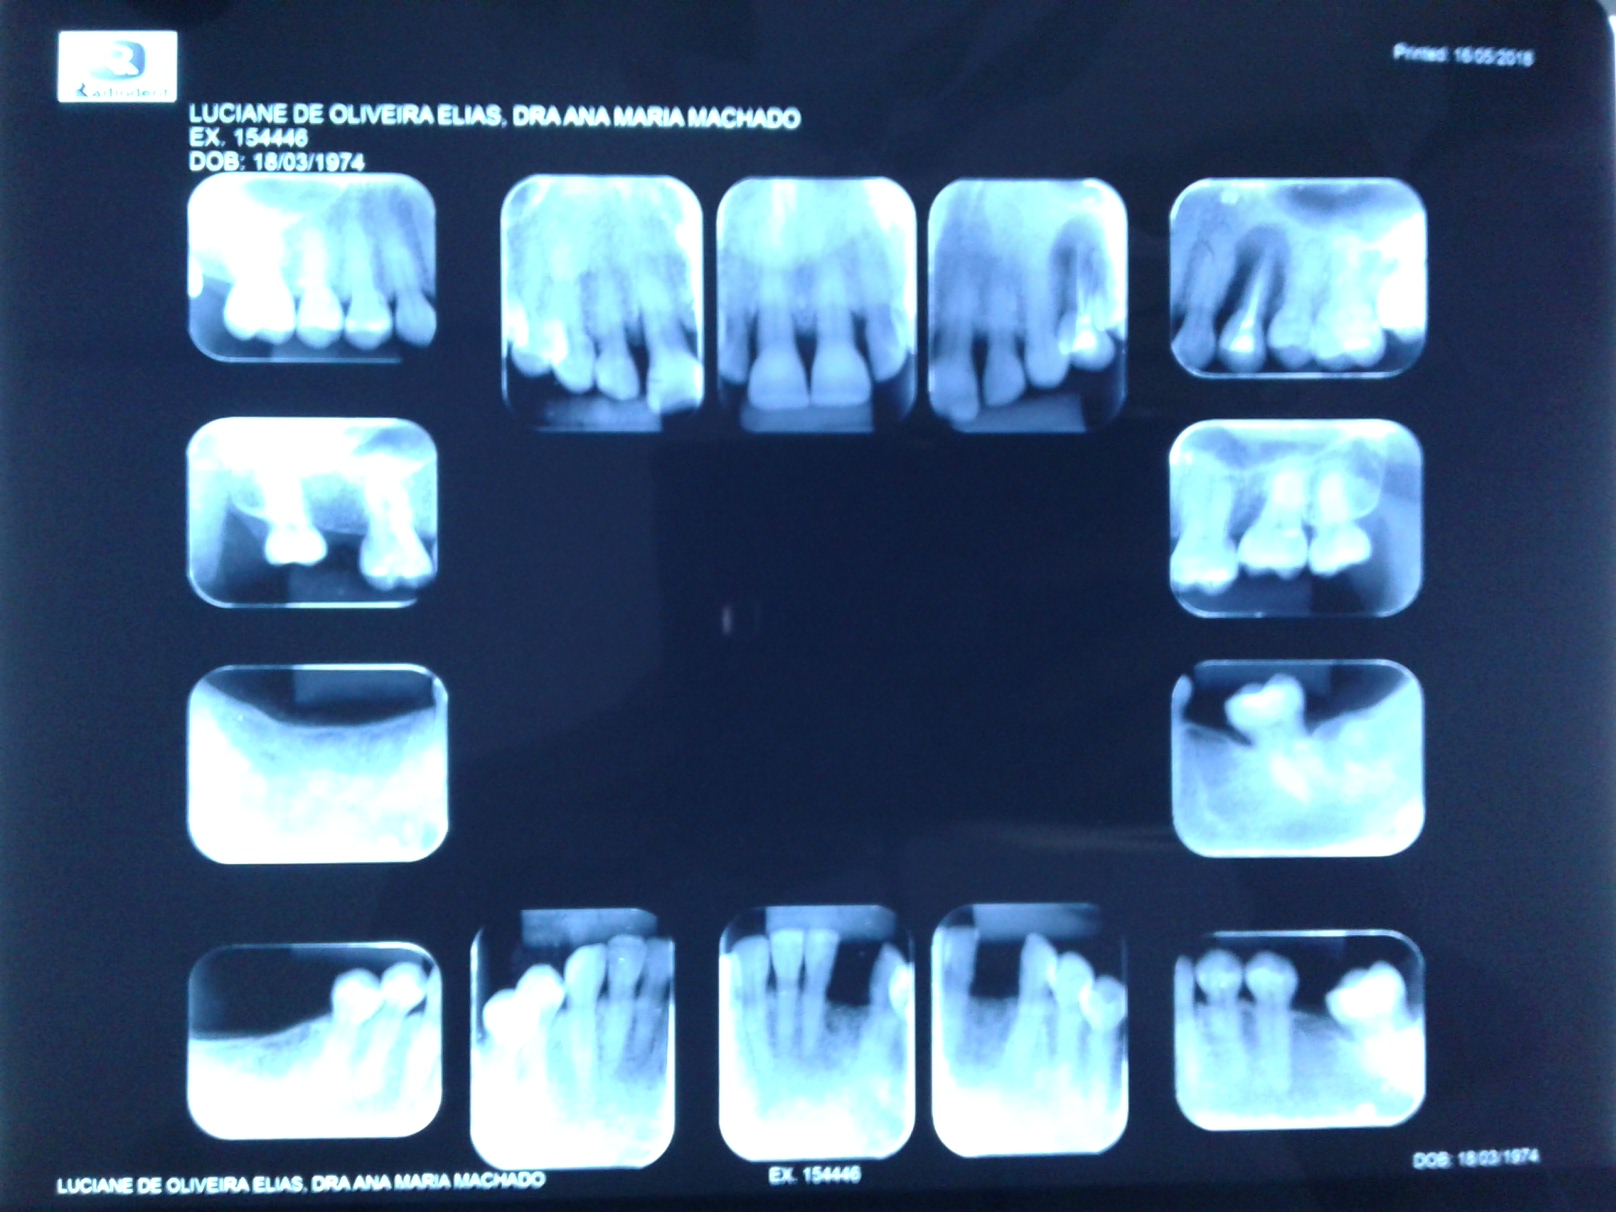 Radiodent
Printed: 16/05/2016
LUCIANE DE OLIVEIRA ELIAS, DRA ANA MARIA MACHADO
EX. 154446
DOB: 18/03/1974
DOB: 18/03/1974
LUCIANE DE OLIVEIRA ELIAS, DRA ANA MARIA MACHADO
EX. 154446